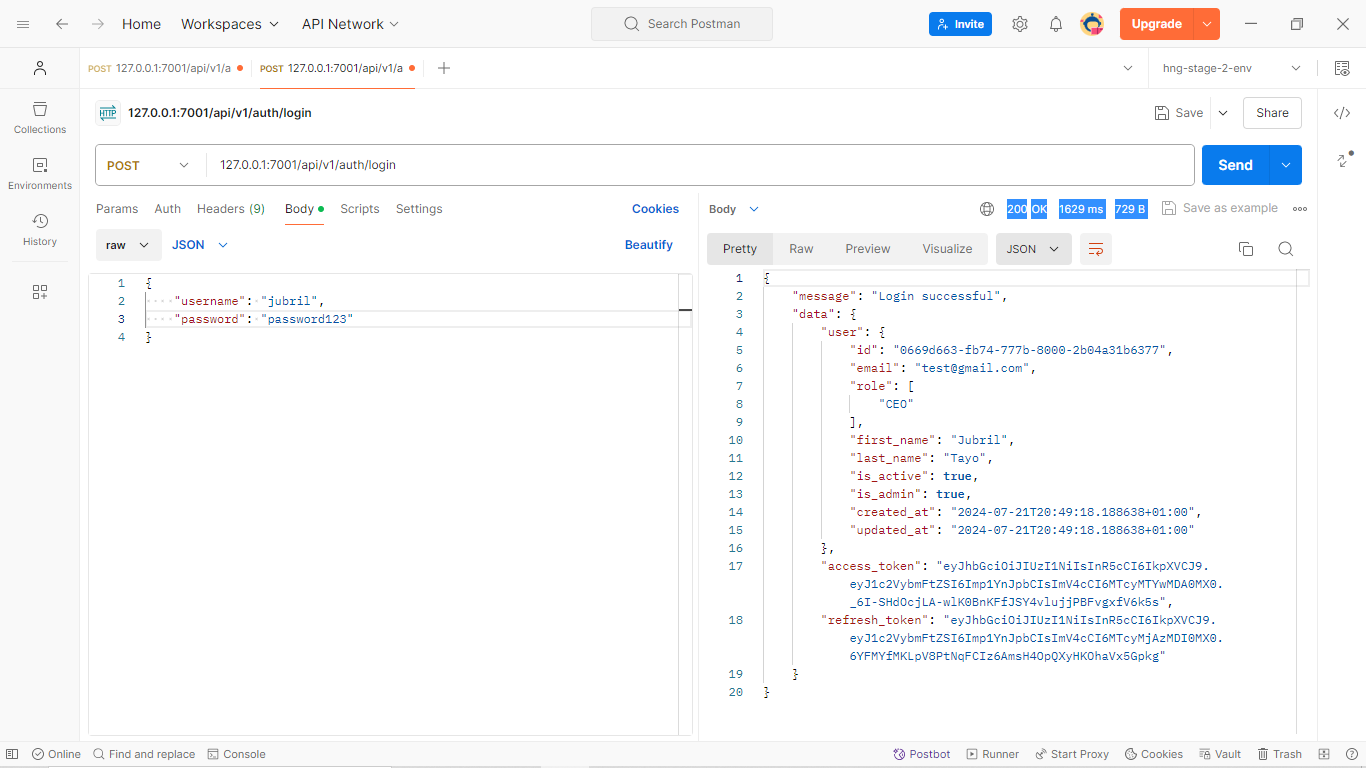 Home Workspaces API Network Search Postman Invite Upgrade
POST 127.0.0.1:7001/api/v1/a POST 127.0.0.1:7001/api/v1/a hng-stage-2-env
HTTP 127.0.0.1:7001/api/v1/auth/login Save Share
Collections
Environments
History
POST 127.0.0.1:7001/api/v1/auth/login Send
Params Auth Headers (9) Body Scripts Settings Cookies
raw JSON Beautify
1 {
2 "username": "jubril",
3 "password": "password123"
4 }
Body 200 OK 1629 ms 729 B Save as example
Pretty Raw Preview Visualize JSON
1 {
2 "message": "Login successful",
3 "data": {
4 "user": {
5 "id": "0669d663-fb74-777b-8000-2b04a31b6377",
6 "email": "test@gmail.com",
7 "role": [
8 "CEO"
9 ],
10 "first_name": "Jubril",
11 "last_name": "Tayo",
12 "is_active": true,
13 "is_admin": true,
14 "created_at": "2024-07-21T20:49:18.188638+01:00",
15 "updated_at": "2024-07-21T20:49:18.188638+01:00"
16 },
17 "access_token": "eyJhbGciOiJIUzI1NiIsInR5cCI6IkpXVCJ9.
eyJ1c2VybmFtZSI6Imp1YnJpbCIsImV4cCI6MTcyMTYwMDA0MX0.
_6I-SHdOcjLA-wlK0BnKFfJSY4vlujjPBFvgxfV6k5s",
18 "refresh_token": "eyJhbGciOiJIUzI1NiIsInR5cCI6IkpXVCJ9.
eyJ1c2VybmFtZSI6Imp1YnJpbCIsImV4cCI6MTcyMjAzMDI0MX0.
6YFMYfMKLpV8PtNqFCIz6AmsH4OpQXyHKOhaVx5Gpkg"
19 }
20 }
Online Find and replace Console Postbot Runner Start Proxy Cookies Vault Trash